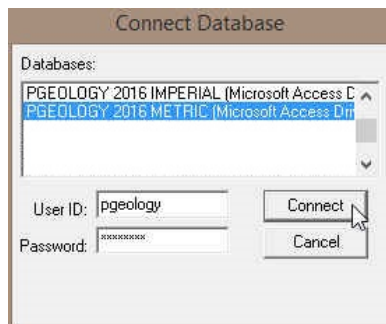 Connect Database
Databases:
PGEOLOGY 2016 IMPERIAL (Microsoft Access D
PGEOLOGY 2016 METRIC (Microsoft Access Dri
User ID: pgeology
Connect
Password: ********
Cancel